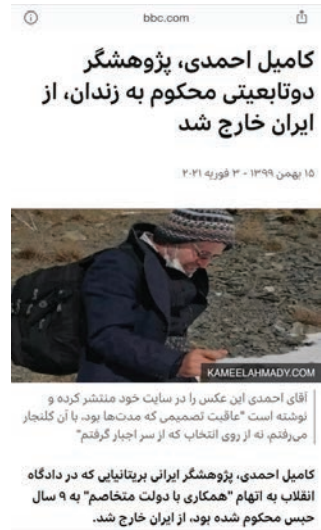 bbc.com
کامیل احمدی، پژوهشگر
دوتابعیتی محکوم به زندان، از
ایران خارج شد
۱۵ بهمن ۱۳۹۹ - ۳ فوریه ۲۰۲۱
KAMEELAHMADY.COM
آقای احمدی این عکس را در سایت خود منتشر کرده و
نوشته است "عاقبت تصمیمی که مدت‌ها بود، با آن کلنجار
می‌رفتم، نه از روی انتخاب که از سر اجبار گرفتم"
کامیل احمدی، پژوهشگر ایرانی بریتانیایی که در دادگاه
انقلاب به اتهام "همکاری با دولت متخاصم" به ۹ سال
حبس محکوم شده بود، از ایران خارج شد.